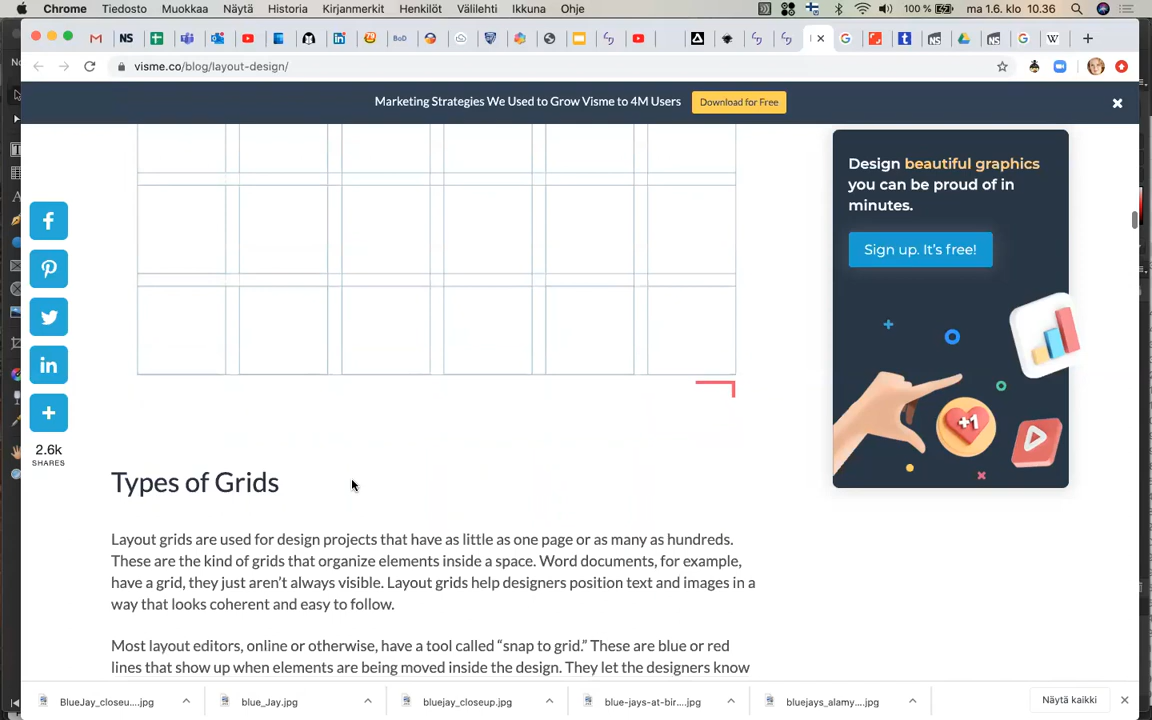 Chrome Tiedosto Muokkaa Näytä Historia Kirjanmerkit Henkilöt Välilehti Ikkuna Ohje 100 % ma 1.6. klo 10.36
NS BoD NS NS W
visme.co/blog/layout-design/
Marketing Strategies We Used to Grow Visme to 4M Users Download for Free
Design beautiful graphics
you can be proud of in
minutes.
Sign up. It's free!
+1
2.6k
SHARES
Types of Grids
Layout grids are used for design projects that have as little as one page or as many as hundreds.
These are the kind of grids that organize elements inside a space. Word documents, for example,
have a grid, they just aren't always visible. Layout grids help designers position text and images in a
way that looks coherent and easy to follow.
Most layout editors, online or otherwise, have a tool called “snap to grid.” These are blue or red
lines that show up when elements are being moved inside the design. They let the designers know
BlueJay_closeu....jpg blue_Jay.jpg bluejay_closeup.jpg blue-jays-at-bir....jpg bluejays_alamy....jpg Näytä kaikki